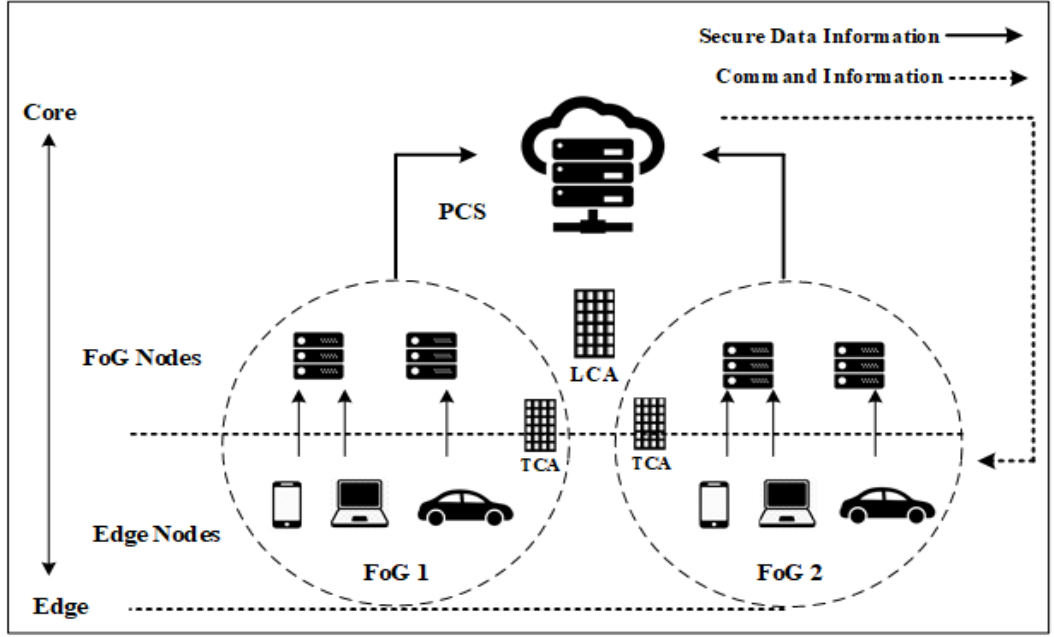 Secure Data Information
Command Information
Core
PCS
FoG Nodes
LCA
TCA
TCA
Edge Nodes
FoG 1
FoG 2
Edge